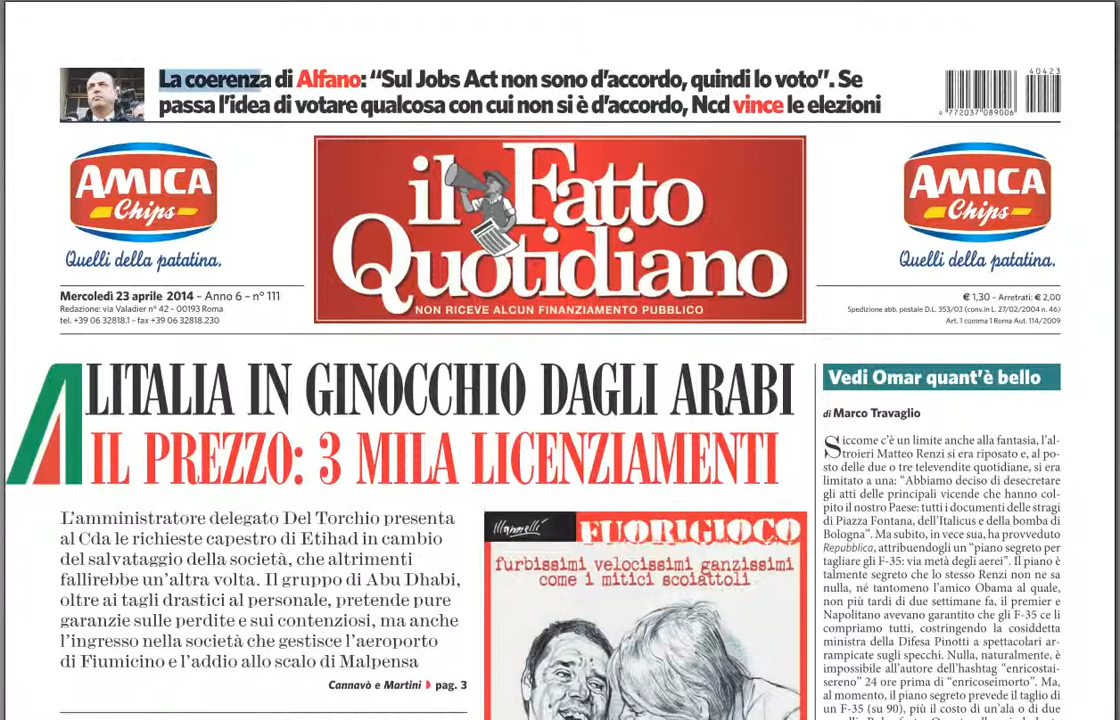 La coerenza di Alfano: “Sul Jobs Act non sono d’accordo, quindi lo voto”. Se
passa l’idea di votare qualcosa con cui non si è d’accordo, Ncd vince le elezioni
40423
9 772037 089006
AMICA
Chips
Quelli della patatina.
il Fatto
Quotidiano
NON RICEVE ALCUN FINANZIAMENTO PUBBLICO
AMICA
Chips
Quelli della patatina.
Mercoledì 23 aprile 2014 – Anno 6 – n° 111
Redazione: via Valadier n° 42 – 00193 Roma
tel. +39 06 32818.1 – fax +39 06 32818.230
€ 1,30 – Arretrati: € 2,00
Spedizione abb. postale D.L. 353/03 (conv.in L. 27/02/2004 n. 46)
Art. 1 comma 1 Roma Aut. 114/2009
ALITALIA IN GINOCCHIO DAGLI ARABI
IL PREZZO: 3 MILA LICENZIAMENTI
L’amministratore delegato Del Torchio presenta
al Cda le richieste capestro di Etihad in cambio
del salvataggio della società, che altrimenti
fallirebbe un’altra volta. Il gruppo di Abu Dhabi,
oltre ai tagli drastici al personale, pretende pure
garanzie sulle perdite e sui contenziosi, ma anche
l’ingresso nella società che gestisce l’aeroporto
di Fiumicino e l’addio allo scalo di Malpensa
Cannavò e Martini pag. 3
Mannelli
FUORIGIOCO
furbissimi velocissimi ganzissimi
come i mitici scoiattoli
Vedi Omar quant’è bello
di Marco Travaglio
Siccome c’è un limite anche alla fantasia, l’al-
troieri Matteo Renzi si era riposato e, al po-
sto delle due o tre televendite quotidiane, si era
limitato a una: “Abbiamo deciso di desecretare
gli atti delle principali vicende che hanno col-
pito il nostro Paese: tutti i documenti delle stragi
di Piazza Fontana, dell’Italicus e della bomba di
Bologna”. Ma subito, in vece sua, ha provveduto
Repubblica, attribuendogli un “piano segreto per
tagliare gli F-35: via metà degli aerei”. Il piano è
talmente segreto che lo stesso Renzi non ne sa
nulla, né tantomeno l’amico Obama al quale,
non più tardi di due settimane fa, il premier e
Napolitano avevano garantito che gli F-35 ce li
compriamo tutti, costringendo la cosiddetta
ministra della Difesa Pinotti a spettacolari ar-
rampicate sugli specchi. Nulla, naturalmente, è
impossibile all’autore dell’hashtag “enricostai-
sereno” 24 ore prima di “enricoseimorto”. Ma,
al momento, il piano segreto prevede il taglio di
un F-35 (su 90), più il costo di un’ala o di due